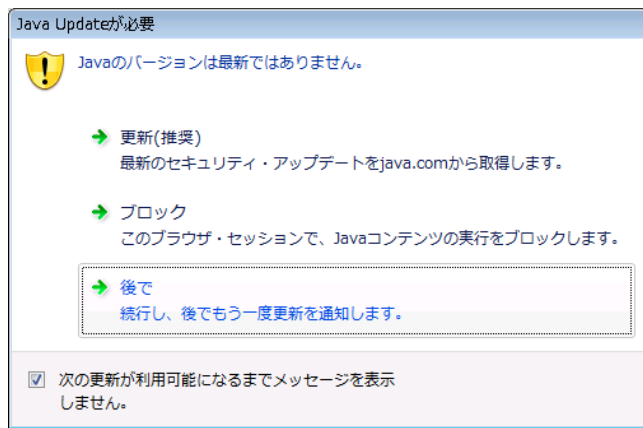 Java Updateが必要
Javaのバージョンは最新ではありません。
更新(推奨)
最新のセキュリティ・アップデートをjava.comから取得します。
ブロック
このブラウザ・セッションで、Javaコンテンツの実行をブロックします。
後で
続行し、後でもう一度更新を通知します。
次の更新が利用可能になるまでメッセージを表示
しません。